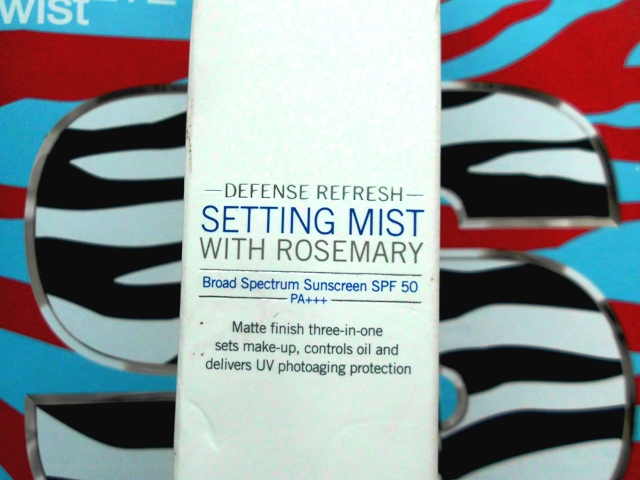 wist
DEFENSE REFRESH
SETTING MIST
WITH ROSEMARY
Broad Spectrum Sunscreen SPF 50
PA+++
Matte finish three-in-one
sets make-up, controls oil and
delivers UV photoaging protection